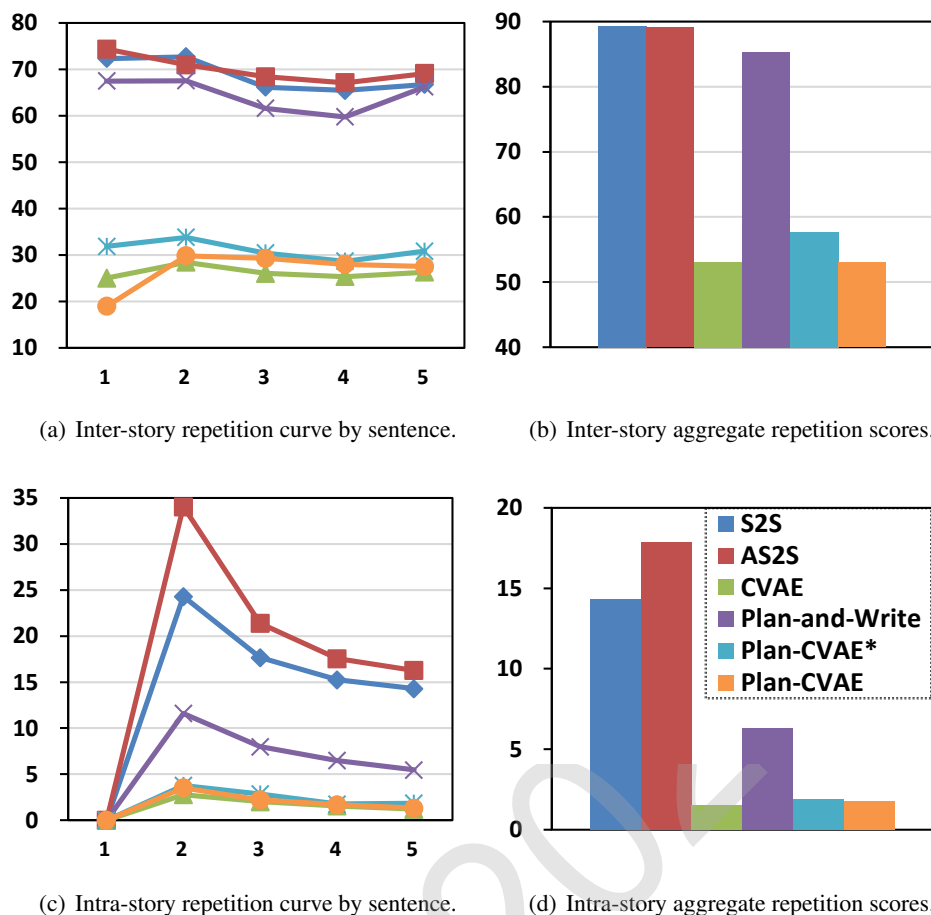 80
70
60
50
40
30
20
10
1 2 3 4 5
90
80
70
60
50
40
(a) Inter-story repetition curve by sentence.
(b) Inter-story aggregate repetition scores.
35
30
25
20
15
10
5
0
1 2 3 4 5
20
15
10
5
0
S2S
AS2S
CVAE
Plan-and-Write
Plan-CVAE*
Plan-CVAE
(c) Intra-story repetition curve by sentence.
(d) Intra-story aggregate repetition scores.